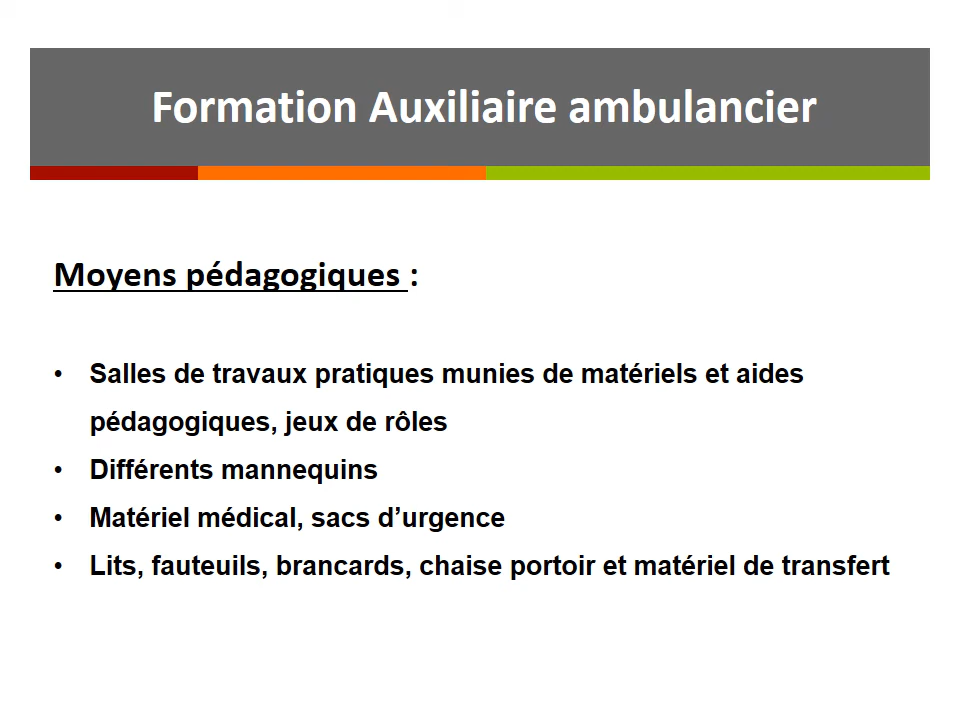 Formation Auxiliaire ambulancier
Moyens pédagogiques :
• Salles de travaux pratiques munies de matériels et aides
pédagogiques, jeux de rôles
• Différents mannequins
• Matériel médical, sacs d’urgence
• Lits, fauteuils, brancards, chaise portoir et matériel de transfert